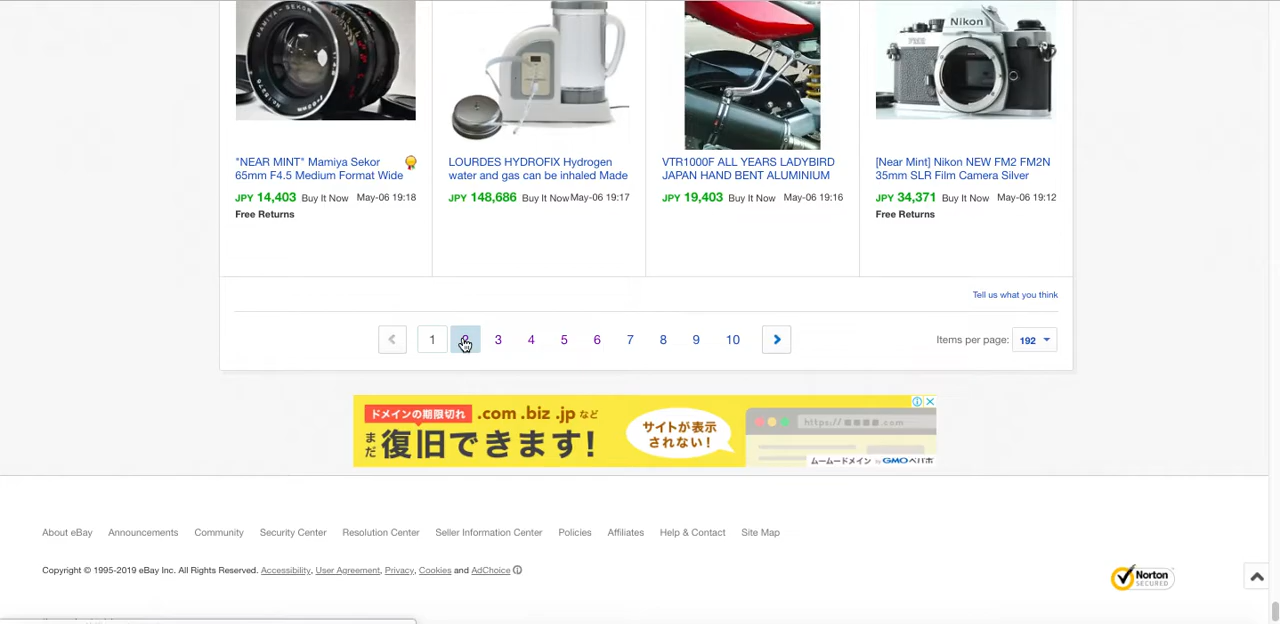 Nikon
"NEAR MINT" Mamiya Sekor
65mm F4.5 Medium Format Wide
JPY 14,403 Buy It Now May-06 19:18
Free Returns
LOURDES HYDROFIX Hydrogen
water and gas can be inhaled Made
JPY 148,686 Buy It Now May-06 19:17
VTR1000F ALL YEARS LADYBIRD
JAPAN HAND BENT ALUMINIUM
JPY 19,403 Buy It Now May-06 19:16
[Near Mint] Nikon NEW FM2 FM2N
35mm SLR Film Camera Silver
JPY 34,371 Buy It Now May-06 19:12
Free Returns
Tell us what you think
1 2 3 4 5 6 7 8 9 10
Items per page: 192
ドメインの期限切れ .com .biz .jp など
まだ復旧できます!
サイトが表示
されない!
ムームードメイン by GMOペパボ
About eBay Announcements Community Security Center Resolution Center Seller Information Center Policies Affiliates Help & Contact Site Map
Copyright © 1995-2019 eBay Inc. All Rights Reserved. Accessibility, User Agreement, Privacy, Cookies and AdChoice
Norton
SECURED